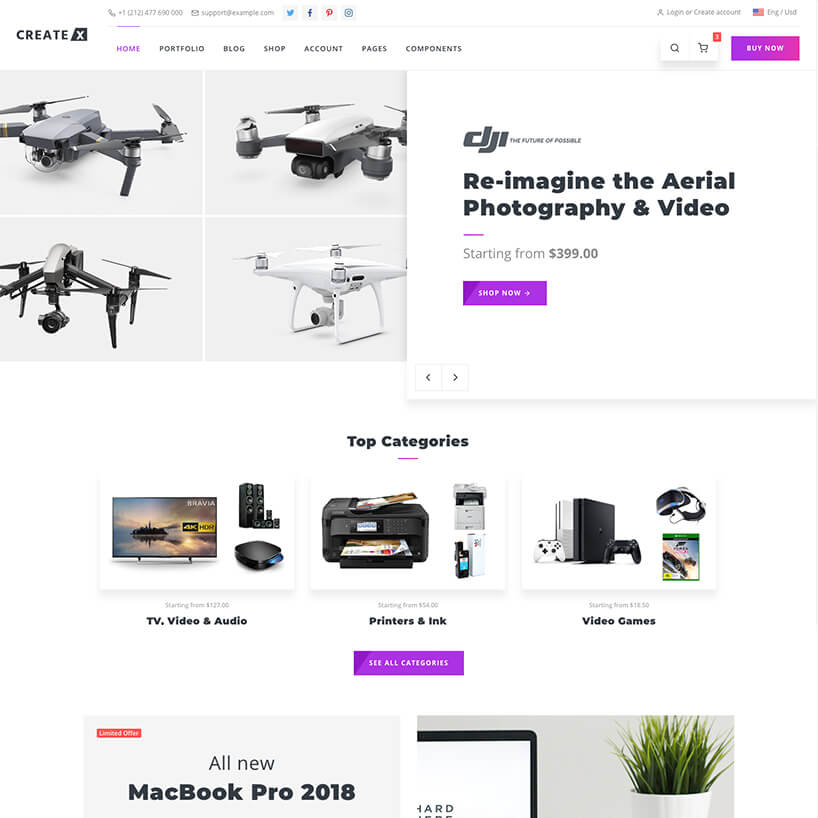 +1 (212) 477 690 000 support@example.com Login or Create account Eng / Usd
CREATE X
HOME PORTFOLIO BLOG SHOP ACCOUNT PAGES COMPONENTS 3 BUY NOW
dji THE FUTURE OF POSSIBLE
Re-imagine the Aerial
Photography & Video
Starting from $399.00
SHOP NOW →
Top Categories
BRAVIA
4K HDR
Starting from $127.00
TV, Video & Audio
Starting from $54.00
Printers & Ink
Starting from $18.50
Video Games
SEE ALL CATEGORIES
Limited Offer
All new
MacBook Pro 2018
HARD